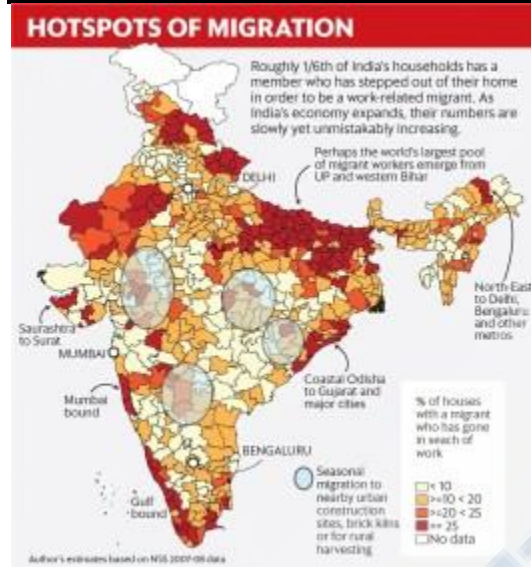 HOTSPOTS OF MIGRATION
Roughly 1/6th of India's households has a
member who has stepped out of their home
in order to be a work-related migrant. As
India's economy expands, their numbers are
slowly yet unmistakably increasing.
Perhaps the world's largest pool
of migrant workers emerge from
UP and western Bihar
DELHI
North-East
to Delhi,
Bengaluru
and other
metros
Saurashtra
to Surat
MUMBAI
Coastal Odisha
to Gujarat and
major cities
Mumbai
bound
% of houses
with a migrant
who has gone
in seach of
work
< 10
>=10 < 20
>=20 < 25
>= 25
No data
BENGALURU
Seasonal
migration to
nearby urban
construction
sites, brick kilns
or for rural
harvesting
Gulf
bound
Author's estimates based on NSS 2007-08 data